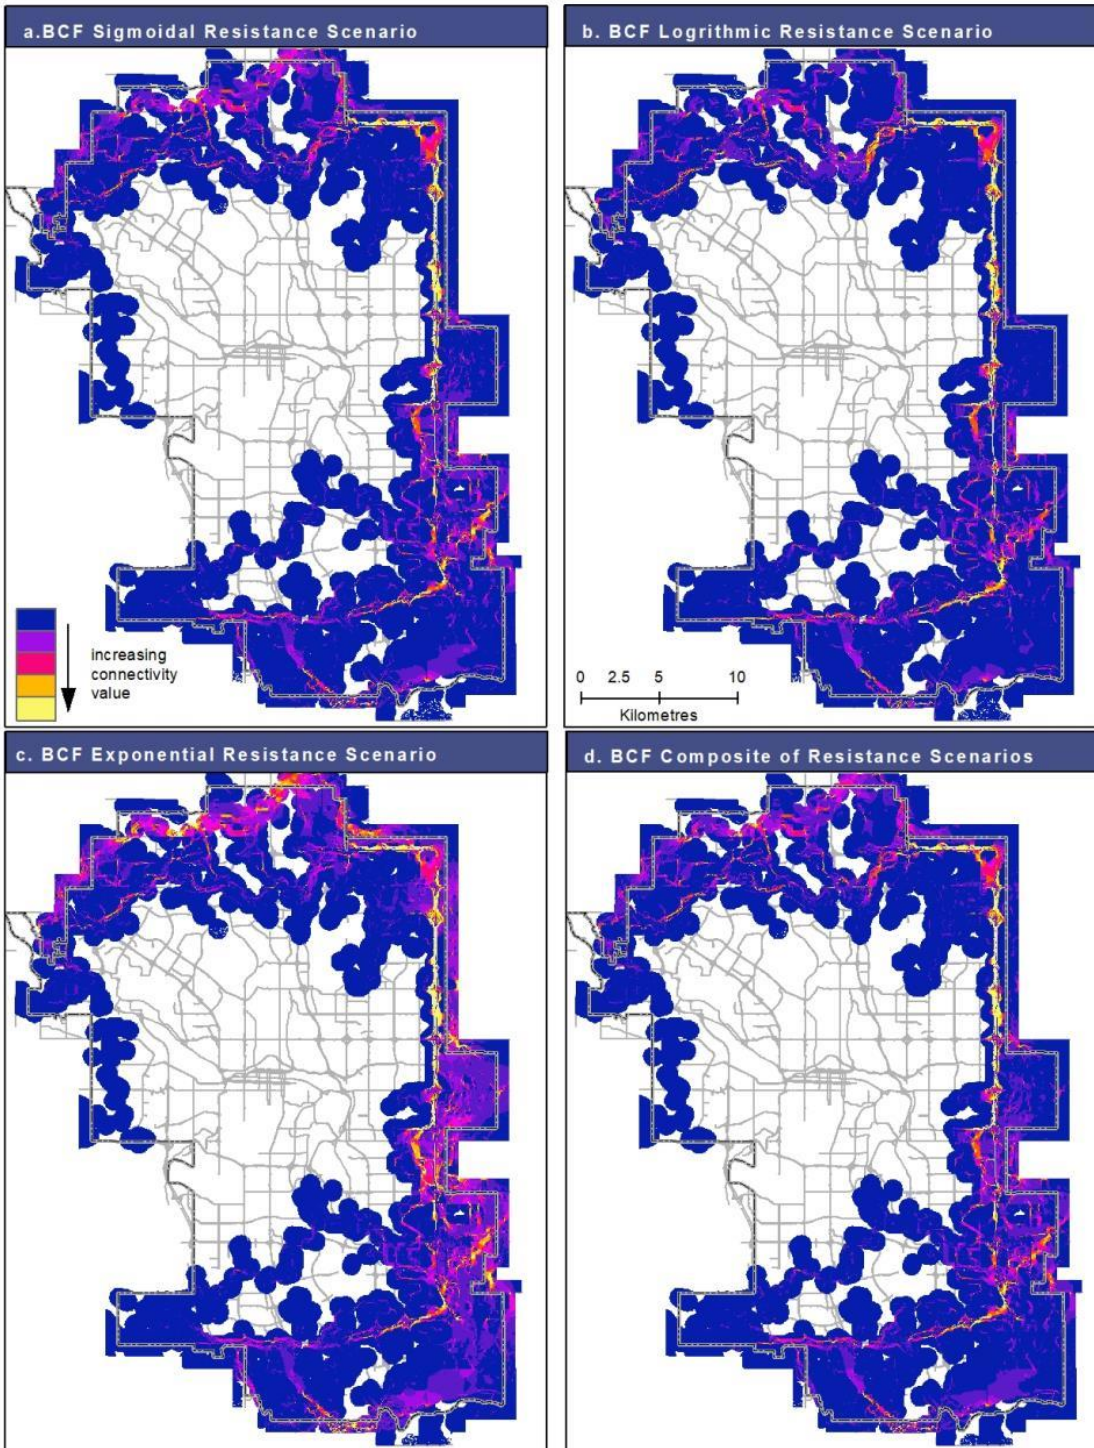 a.BCF Sigmoidal Resistance Scenario
b. BCF Logrithmic Resistance Scenario
increasing
connectivity
value
0 2.5 5 10
Kilometres
c. BCF Exponential Resistance Scenario
d. BCF Composite of Resistance Scenarios